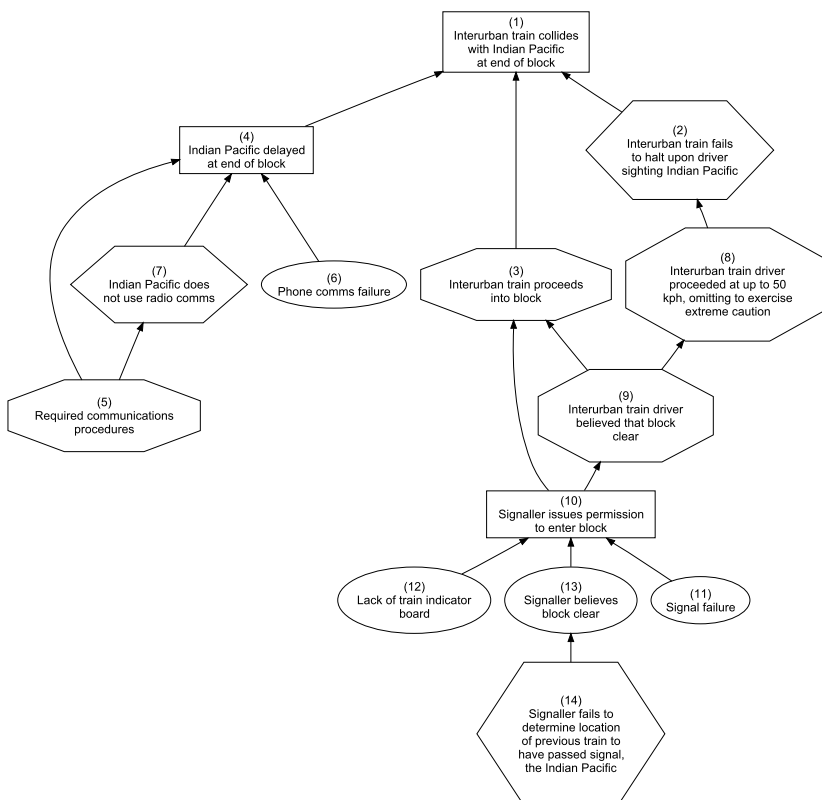 (1)
Interurban train collides
with Indian Pacific
at end of block
(2)
Interurban train fails
to halt upon driver
sighting Indian Pacific
(4)
Indian Pacific delayed
at end of block
(7)
Indian Pacific does
not use radio comms
(6)
Phone comms failure
(3)
Interurban train proceeds
into block
(8)
Interurban train driver
proceeded at up to 50
kph, omitting to exercise
extreme caution
(5)
Required communications
procedures
(9)
Interurban train driver
believed that block
clear
(10)
Signaller issues permission
to enter block
(12)
Lack of train indicator
board
(13)
Signaller believes
block clear
(11)
Signal failure
(14)
Signaller fails to
determine location
of previous train to
have passed signal,
the Indian Pacific